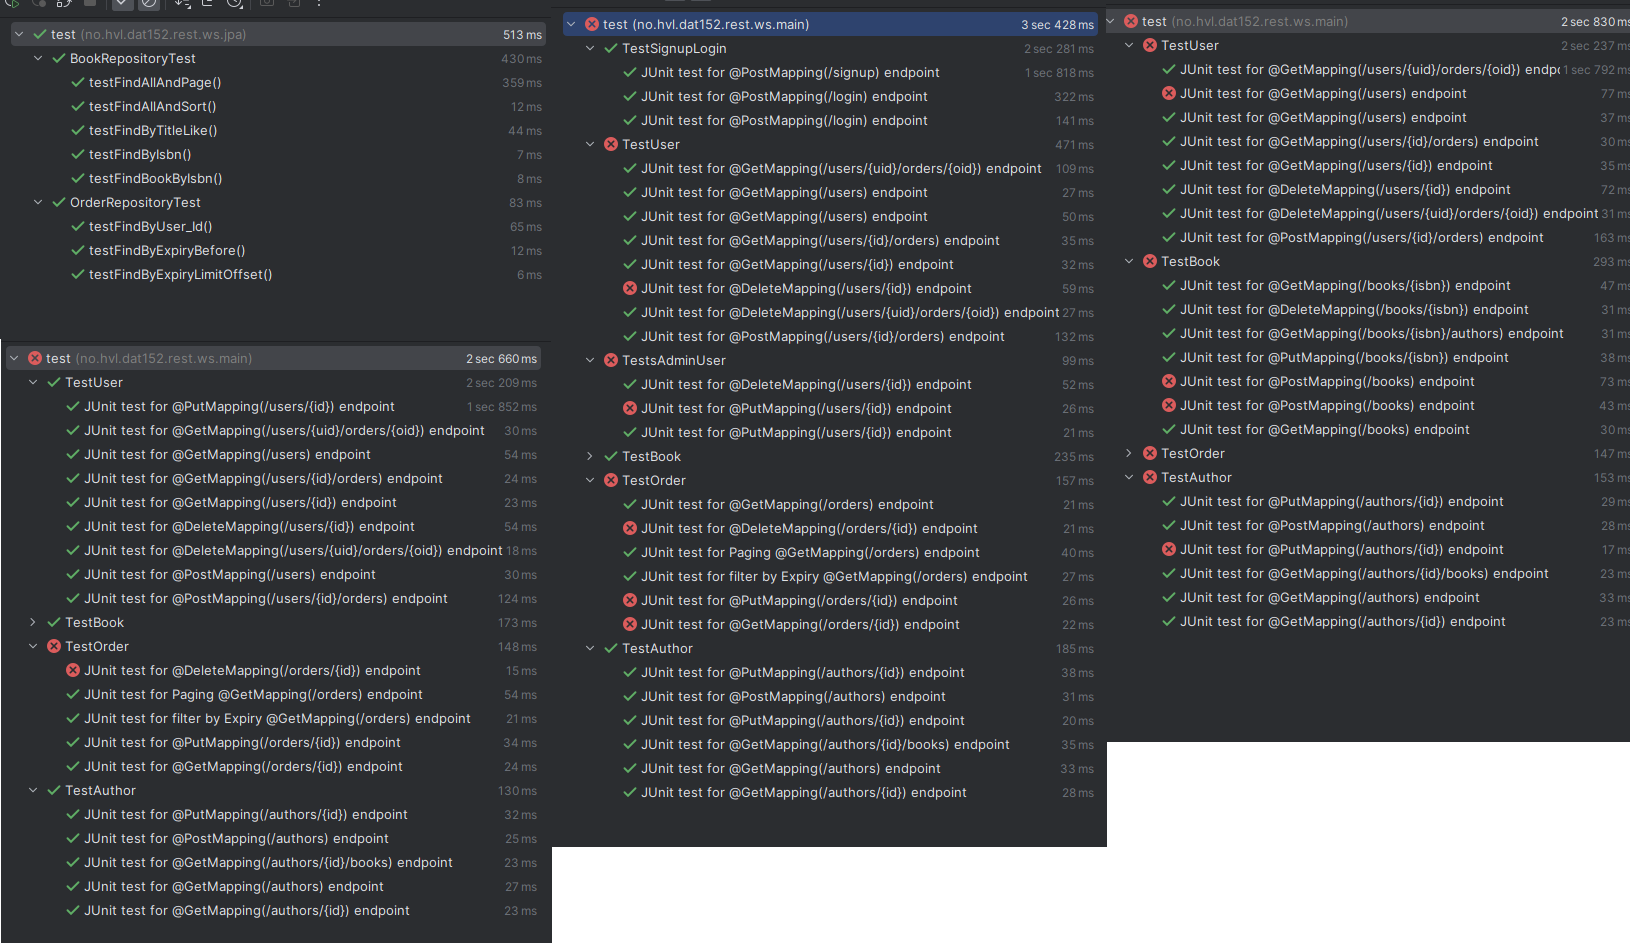 test (no.hvl.dat152.rest.ws.jpa) 513 ms
BookRepositoryTest 430 ms
testFindAllAndPage() 359 ms
testFindAllAndSort() 12 ms
testFindByTitleLike() 44 ms
testFindByIsbn() 7 ms
testFindBookByIsbn() 8 ms
OrderRepositoryTest 83 ms
testFindByUser_Id() 65 ms
testFindByExpiryBefore() 12 ms
testFindByExpiryLimitOffset() 6 ms
test (no.hvl.dat152.rest.ws.main) 2 sec 660 ms
TestUser 2 sec 209 ms
JUnit test for @PutMapping(/users/{id}) endpoint 1 sec 852 ms
JUnit test for @GetMapping(/users/{uid}/orders/{oid}) endpoint 30 ms
JUnit test for @GetMapping(/users) endpoint 54 ms
JUnit test for @GetMapping(/users/{id}/orders) endpoint 24 ms
JUnit test for @GetMapping(/users/{id}) endpoint 23 ms
JUnit test for @DeleteMapping(/users/{id}) endpoint 54 ms
JUnit test for @DeleteMapping(/users/{uid}/orders/{oid}) endpoint 18 ms
JUnit test for @PostMapping(/users) endpoint 30 ms
JUnit test for @PostMapping(/users/{id}/orders) endpoint 124 ms
TestBook 173 ms
TestOrder 148 ms
JUnit test for @DeleteMapping(/orders/{id}) endpoint 15 ms
JUnit test for Paging @GetMapping(/orders) endpoint 54 ms
JUnit test for filter by Expiry @GetMapping(/orders) endpoint 21 ms
JUnit test for @PutMapping(/orders/{id}) endpoint 34 ms
JUnit test for @GetMapping(/orders/{id}) endpoint 24 ms
TestAuthor 130 ms
JUnit test for @PutMapping(/authors/{id}) endpoint 32 ms
JUnit test for @PostMapping(/authors) endpoint 25 ms
JUnit test for @GetMapping(/authors/{id}/books) endpoint 23 ms
JUnit test for @GetMapping(/authors) endpoint 27 ms
JUnit test for @GetMapping(/authors/{id}) endpoint 23 ms
test (no.hvl.dat152.rest.ws.main) 3 sec 428 ms
TestSignupLogin 2 sec 281 ms
JUnit test for @PostMapping(/signup) endpoint 1 sec 818 ms
JUnit test for @PostMapping(/login) endpoint 322 ms
JUnit test for @PostMapping(/login) endpoint 141 ms
TestUser 471 ms
JUnit test for @GetMapping(/users/{uid}/orders/{oid}) endpoint 109 ms
JUnit test for @GetMapping(/users) endpoint 27 ms
JUnit test for @GetMapping(/users) endpoint 50 ms
JUnit test for @GetMapping(/users/{id}/orders) endpoint 35 ms
JUnit test for @GetMapping(/users/{id}) endpoint 32 ms
JUnit test for @DeleteMapping(/users/{id}) endpoint 59 ms
JUnit test for @DeleteMapping(/users/{uid}/orders/{oid}) endpoint 27 ms
JUnit test for @PostMapping(/users/{id}/orders) endpoint 132 ms
TestsAdminUser 99 ms
JUnit test for @DeleteMapping(/users/{id}) endpoint 52 ms
JUnit test for @PutMapping(/users/{id}) endpoint 26 ms
JUnit test for @PutMapping(/users/{id}) endpoint 21 ms
TestBook 235 ms
TestOrder 157 ms
JUnit test for @GetMapping(/orders) endpoint 21 ms
JUnit test for @DeleteMapping(/orders/{id}) endpoint 21 ms
JUnit test for Paging @GetMapping(/orders) endpoint 40 ms
JUnit test for filter by Expiry @GetMapping(/orders) endpoint 27 ms
JUnit test for @PutMapping(/orders/{id}) endpoint 26 ms
JUnit test for @GetMapping(/orders/{id}) endpoint 22 ms
TestAuthor 185 ms
JUnit test for @PutMapping(/authors/{id}) endpoint 38 ms
JUnit test for @PostMapping(/authors) endpoint 31 ms
JUnit test for @PutMapping(/authors/{id}) endpoint 20 ms
JUnit test for @GetMapping(/authors/{id}/books) endpoint 35 ms
JUnit test for @GetMapping(/authors) endpoint 33 ms
JUnit test for @GetMapping(/authors/{id}) endpoint 28 ms
test (no.hvl.dat152.rest.ws.main) 2 sec 830 ms
TestUser 2 sec 237 ms
JUnit test for @GetMapping(/users/{uid}/orders/{oid}) endpo 1 sec 792 ms
JUnit test for @GetMapping(/users) endpoint 77 ms
JUnit test for @GetMapping(/users) endpoint 37 ms
JUnit test for @GetMapping(/users/{id}/orders) endpoint 30 ms
JUnit test for @GetMapping(/users/{id}) endpoint 35 ms
JUnit test for @DeleteMapping(/users/{id}) endpoint 72 ms
JUnit test for @DeleteMapping(/users/{uid}/orders/{oid}) endpoint 31 ms
JUnit test for @PostMapping(/users/{id}/orders) endpoint 163 ms
TestBook 293 ms
JUnit test for @GetMapping(/books/{isbn}) endpoint 47 ms
JUnit test for @DeleteMapping(/books/{isbn}) endpoint 31 ms
JUnit test for @GetMapping(/books/{isbn}/authors) endpoint 31 ms
JUnit test for @PutMapping(/books/{isbn}) endpoint 38 ms
JUnit test for @PostMapping(/books) endpoint 73 ms
JUnit test for @PostMapping(/books) endpoint 43 ms
JUnit test for @GetMapping(/books) endpoint 30 ms
TestOrder 147 ms
TestAuthor 153 ms
JUnit test for @PutMapping(/authors/{id}) endpoint 29 ms
JUnit test for @PostMapping(/authors) endpoint 28 ms
JUnit test for @PutMapping(/authors/{id}) endpoint 17 ms
JUnit test for @GetMapping(/authors/{id}/books) endpoint 23 ms
JUnit test for @GetMapping(/authors) endpoint 33 ms
JUnit test for @GetMapping(/authors/{id}) endpoint 23 ms